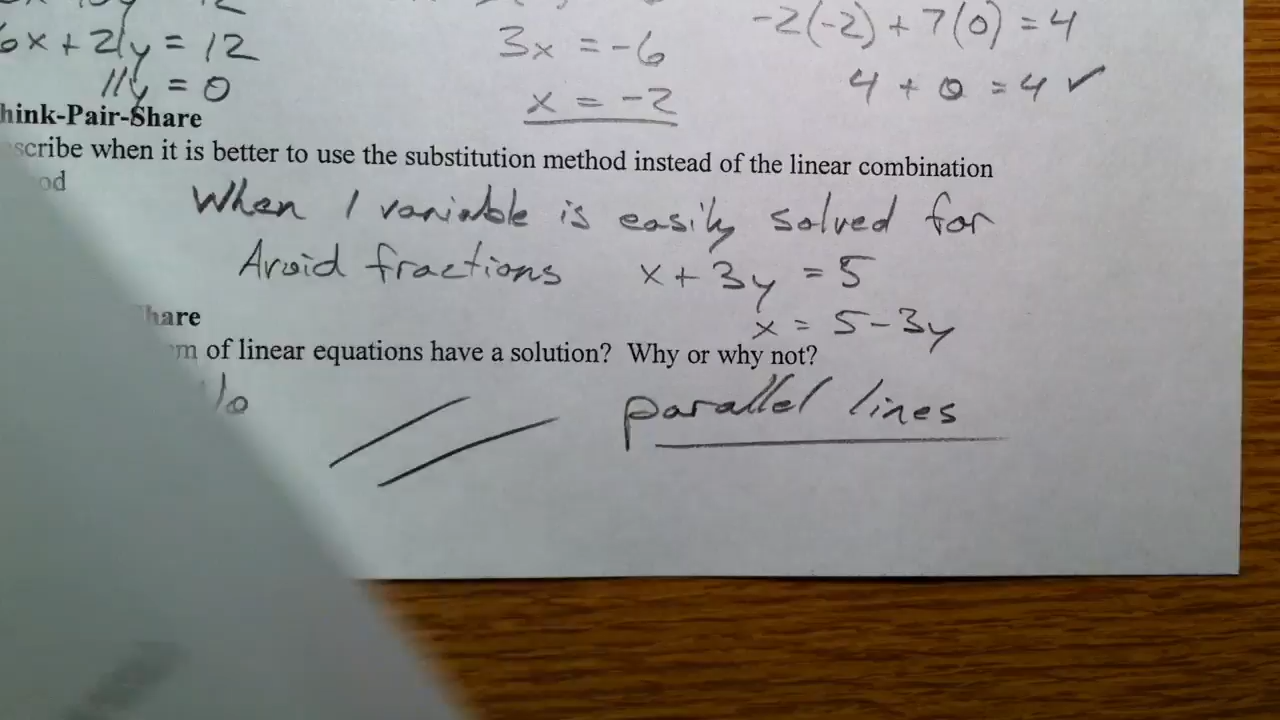 6x + 21y = 12
11y = 0
3x = -6
x = -2
-2(-2) + 7(0) = 4
4 + 0 = 4 ✓
hink-Pair-Share
scribe when it is better to use the substitution method instead of the linear combination
od
When 1 variable is easily solved for
Avoid fractions x + 3y = 5
x = 5 - 3y
hare
m of linear equations have a solution? Why or why not?
parallel lines